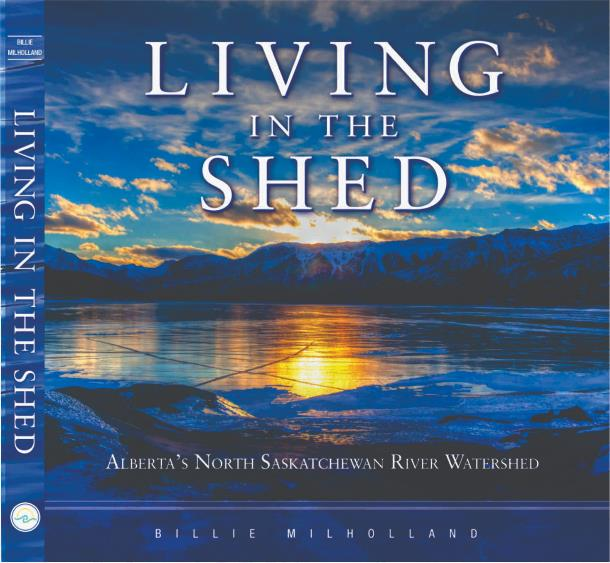 BILLIE
MILHOLLAND
LIVING IN THE SHED
LIVING
IN THE
SHED
ALBERTA'S NORTH SASKATCHEWAN RIVER WATERSHED
BILLIE MILHOLLAND